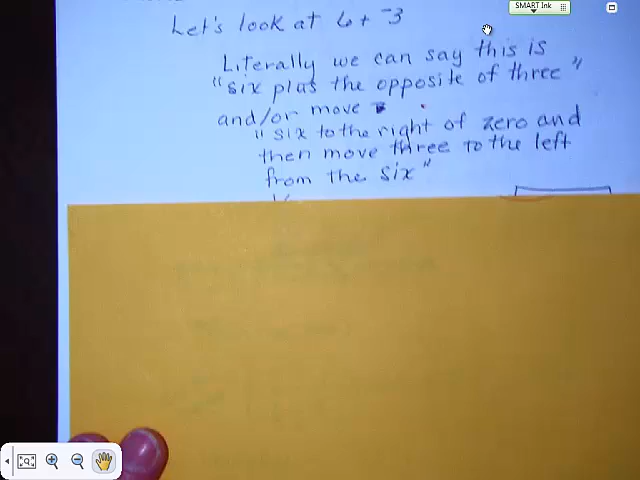 SMART Ink
Let's look at 6 + ⁻3
Literally we can say this is
"six plus the opposite of three"
and/or move
"six to the right of zero and
then move three to the left
from the six"